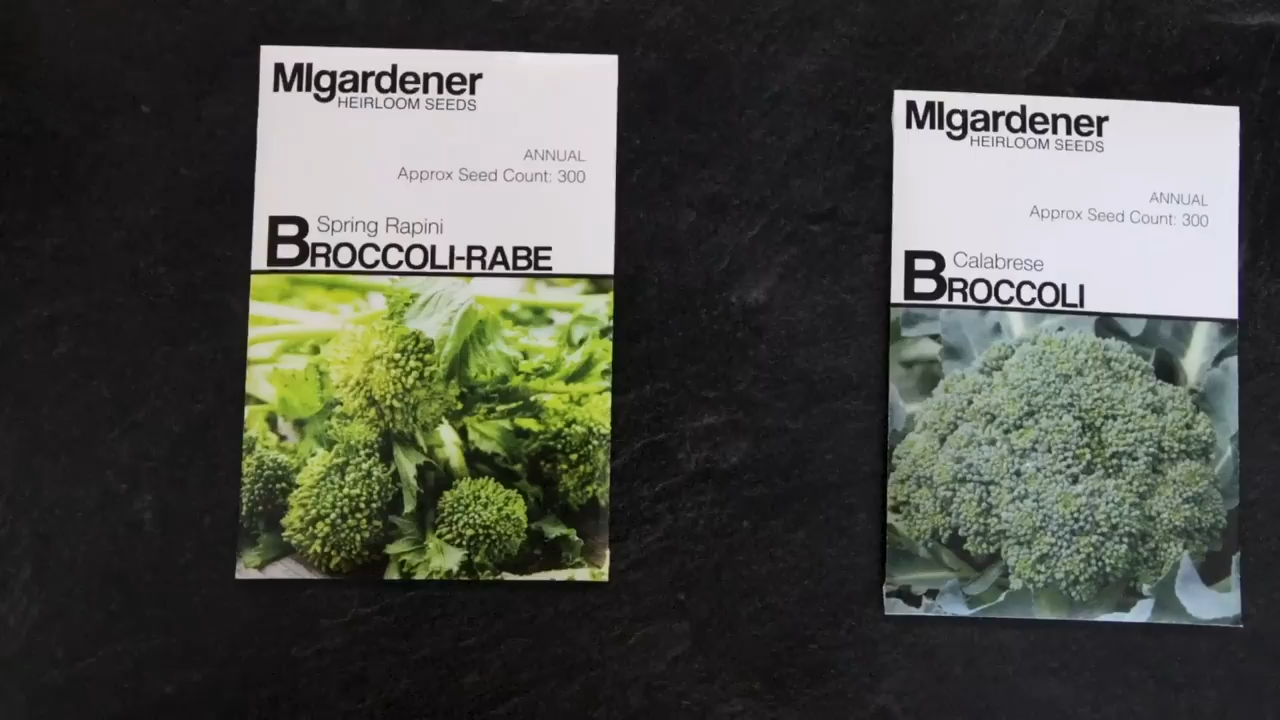 MIgardener
HEIRLOOM SEEDS
ANNUAL
Approx Seed Count: 300
Spring Rapini
BROCCOLI-RABE
MIgardener
HEIRLOOM SEEDS
ANNUAL
Approx Seed Count: 300
Calabrese
BROCCOLI